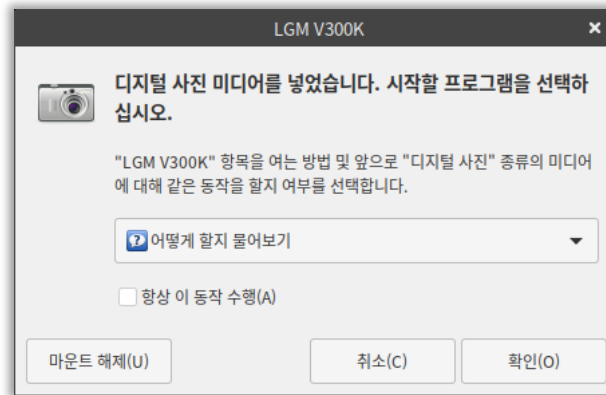 LGM V300K
디지털 사진 미디어를 넣었습니다. 시작할 프로그램을 선택하
십시오.
"LGM V300K" 항목을 여는 방법 및 앞으로 "디지털 사진" 종류의 미디어
에 대해 같은 동작을 할지 여부를 선택합니다.
어떻게 할지 물어보기
항상 이 동작 수행(A)
마운트 해제(U) 취소(C) 확인(O)